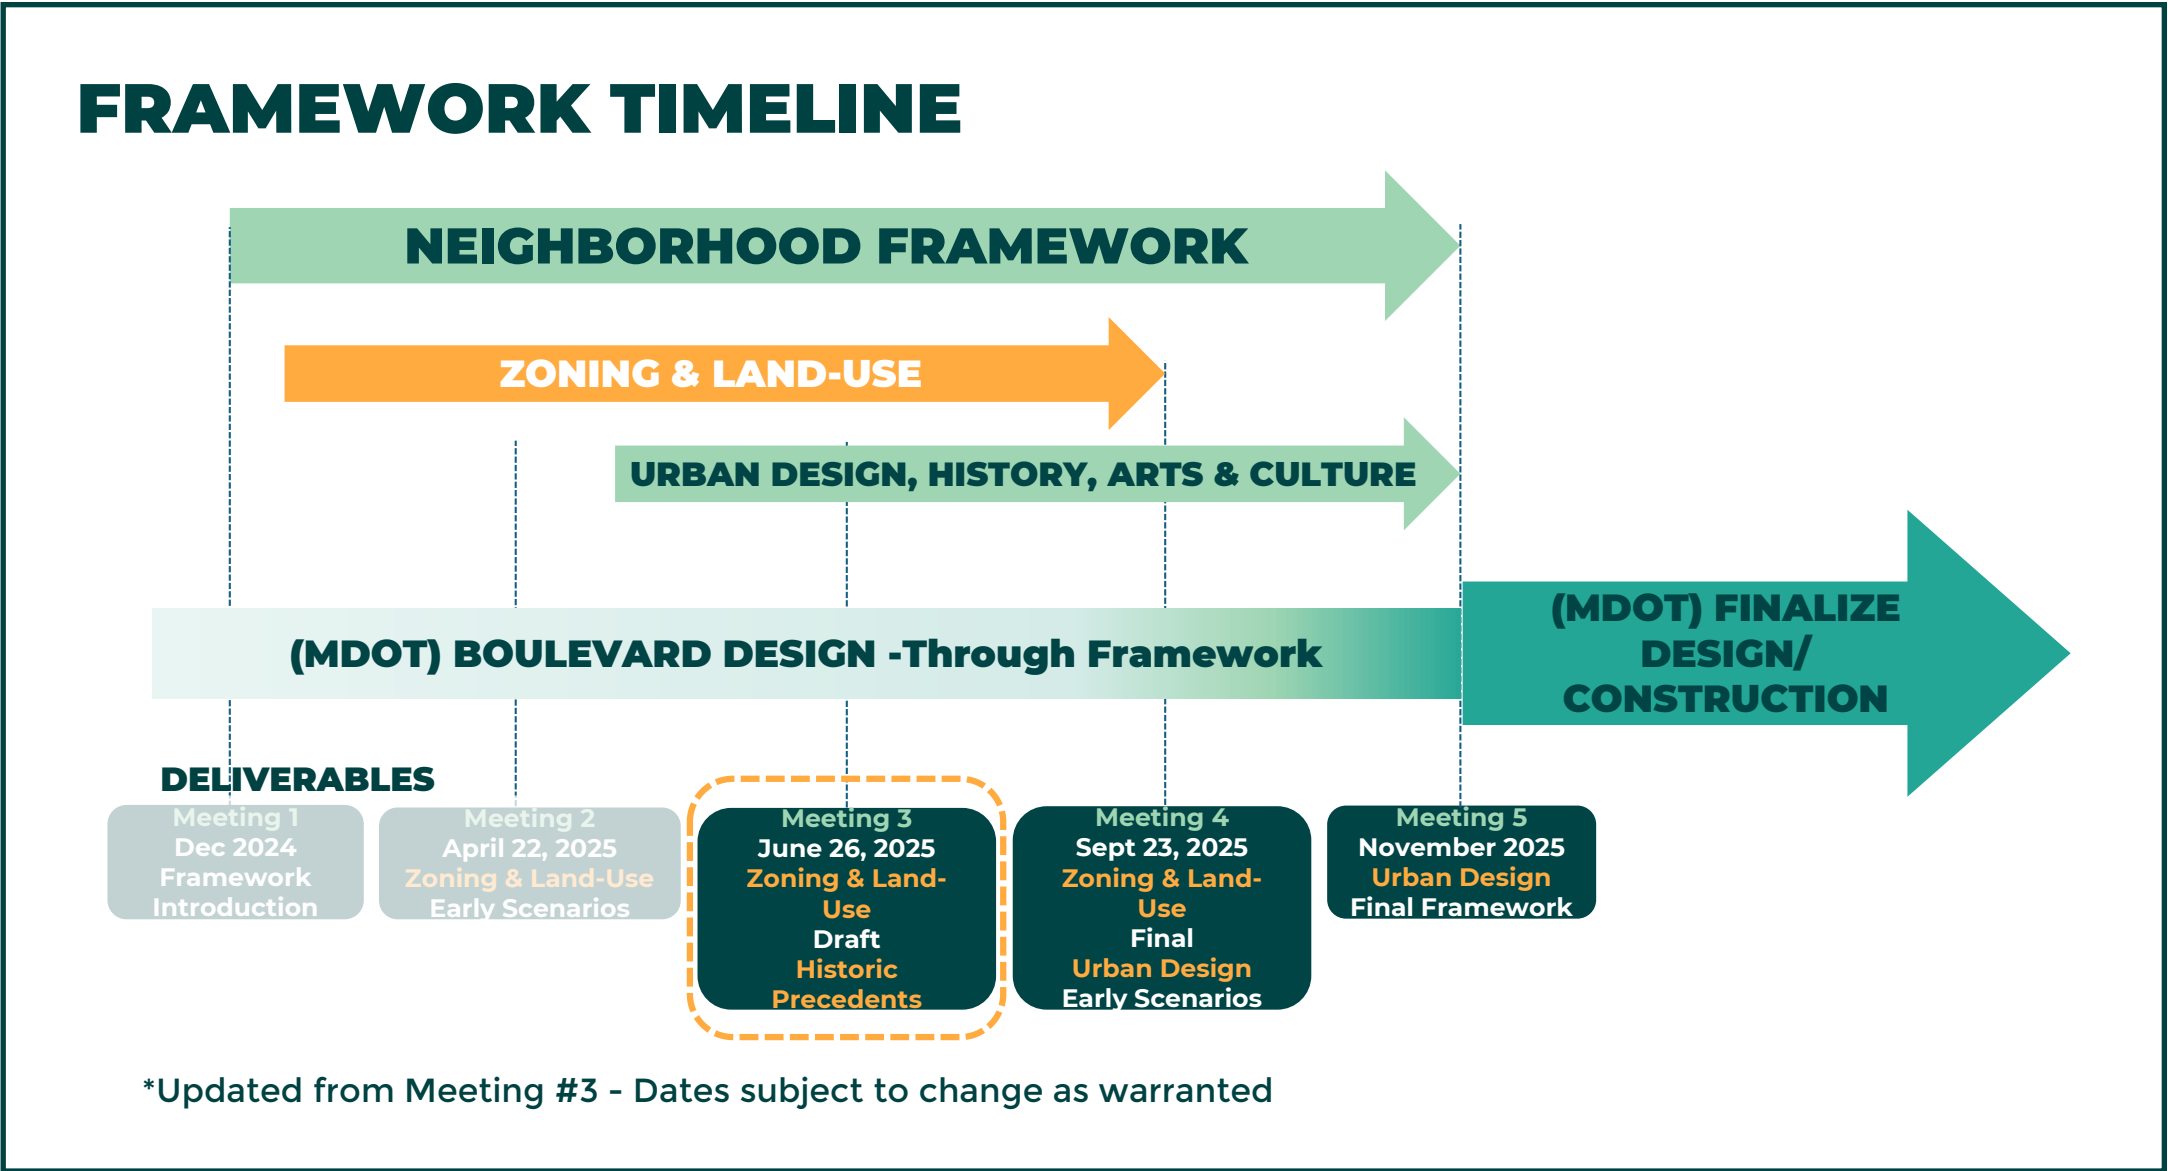 FRAMEWORK TIMELINE
NEIGHBORHOOD FRAMEWORK
ZONING & LAND-USE
URBAN DESIGN, HISTORY, ARTS & CULTURE
(MDOT) BOULEVARD DESIGN -Through Framework
(MDOT) FINALIZE
DESIGN/
CONSTRUCTION
DELIVERABLES
Meeting 1
Dec 2024
Framework
Introduction
Meeting 2
April 22, 2025
Zoning & Land-Use
Early Scenarios
Meeting 3
June 26, 2025
Zoning & Land-
Use
Draft
Historic
Precedents
Meeting 4
Sept 23, 2025
Zoning & Land-
Use
Final
Urban Design
Early Scenarios
Meeting 5
November 2025
Urban Design
Final Framework
*Updated from Meeting #3 - Dates subject to change as warranted